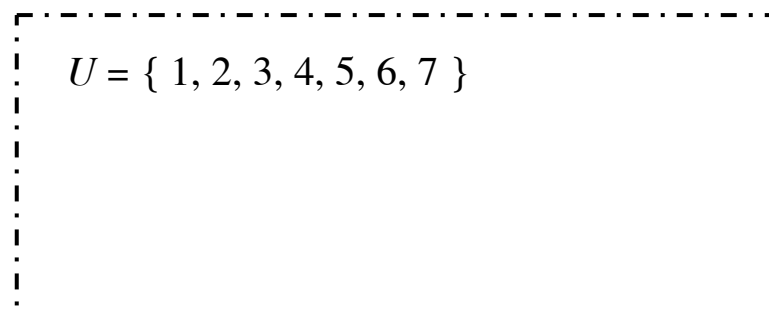 U = { 1, 2, 3, 4, 5, 6, 7 }